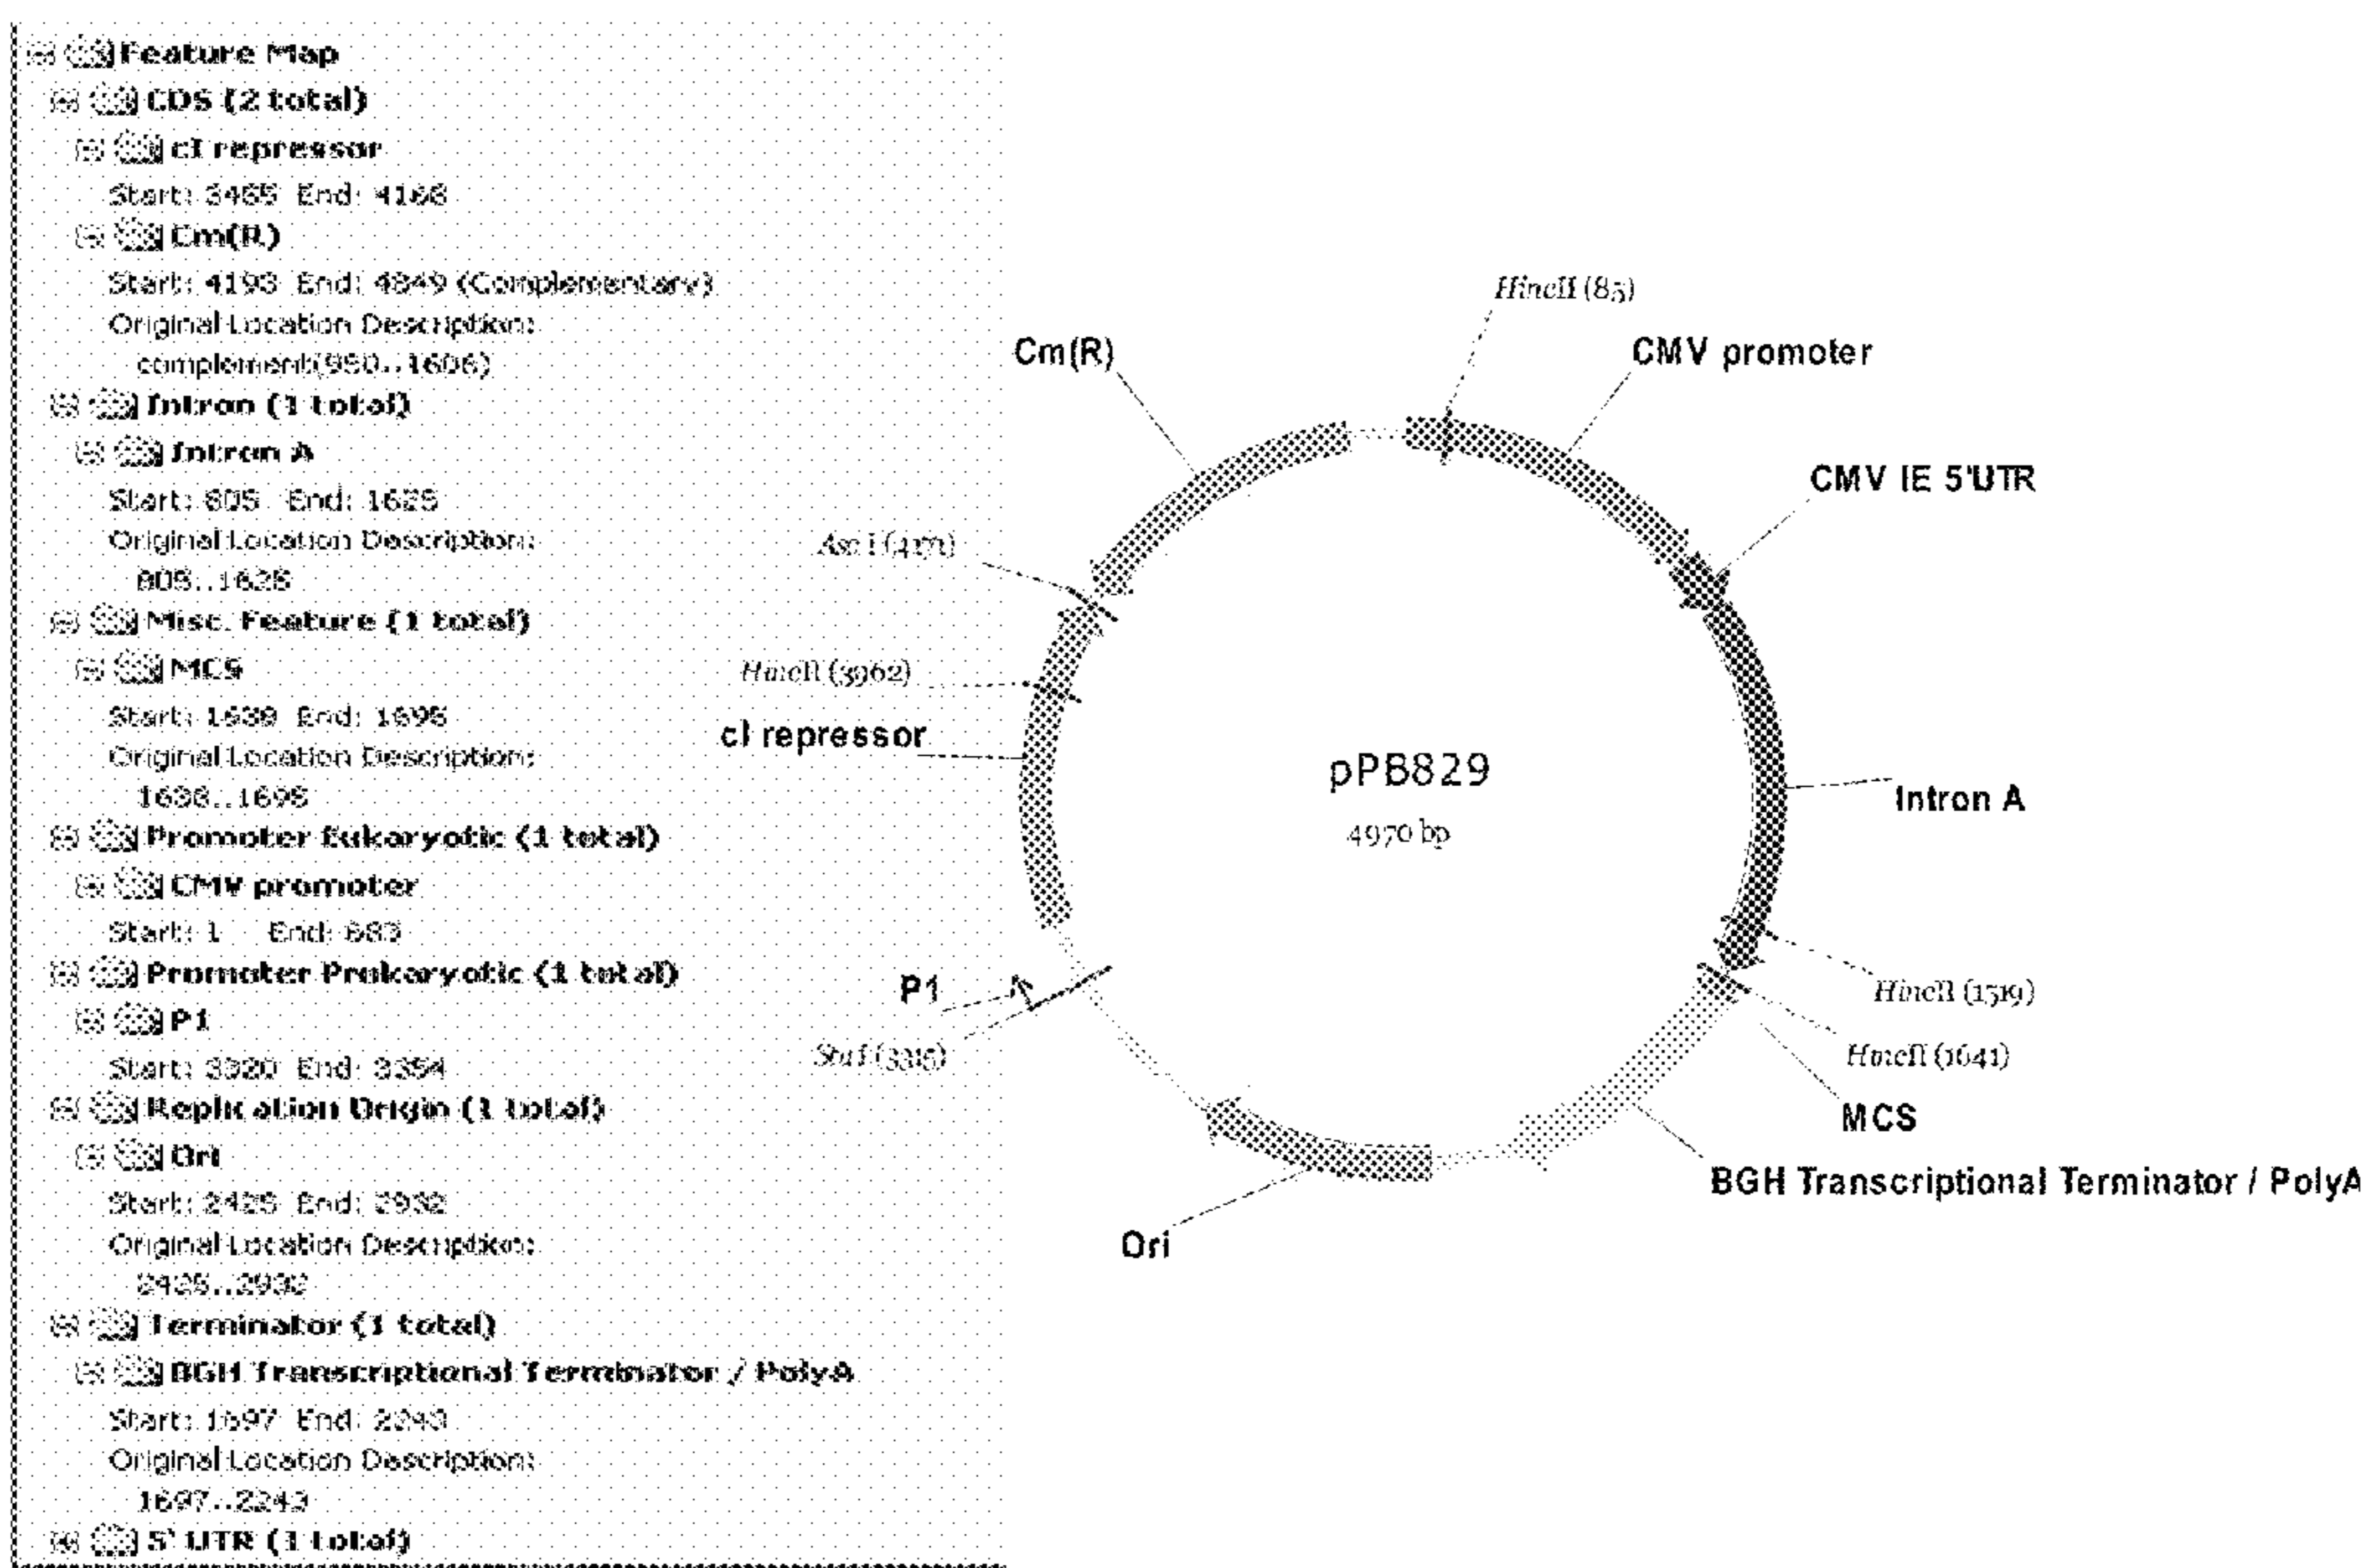 Feature Map
CDS (2 total)
cI repressor
Start: 3455 End: 4168
Cm(R)
Start: 4193 End: 4849 (Complementary)
Original Location Description:
complement(950..1606)
Intron (1 total)
Intron A
Start: 805 End: 1625
Original Location Description:
805..1625
Misc. Feature (1 total)
MCS
Start: End: 1695
Original Location Description:
1695
Promoter Eukaryotic (1 total)
CMV promoter
Start: 1 End: 683
Promoter Prokaryotic (1 total)
P1
Start: 3320 End: 3354
Replication Origin (1 total)
Ori
Start: 2425 End: 2932
Original Location Description:
2425..2932
Terminator (1 total)
BGH Transcriptional Terminator / PolyA
Start: 1697 End: 2243
Original Location Description:
1697..2243
5' UTR (1 total)
HincII (85)
Cm(R)
CMV promoter
CMV IE 5'UTR
AscI
HincII (3962)
cI repressor
pPB829
4970 bp
Intron A
P1
HincII (1519)
StuI (3315)
HincII (1641)
MCS
BGH Transcriptional Terminator / PolyA
Ori